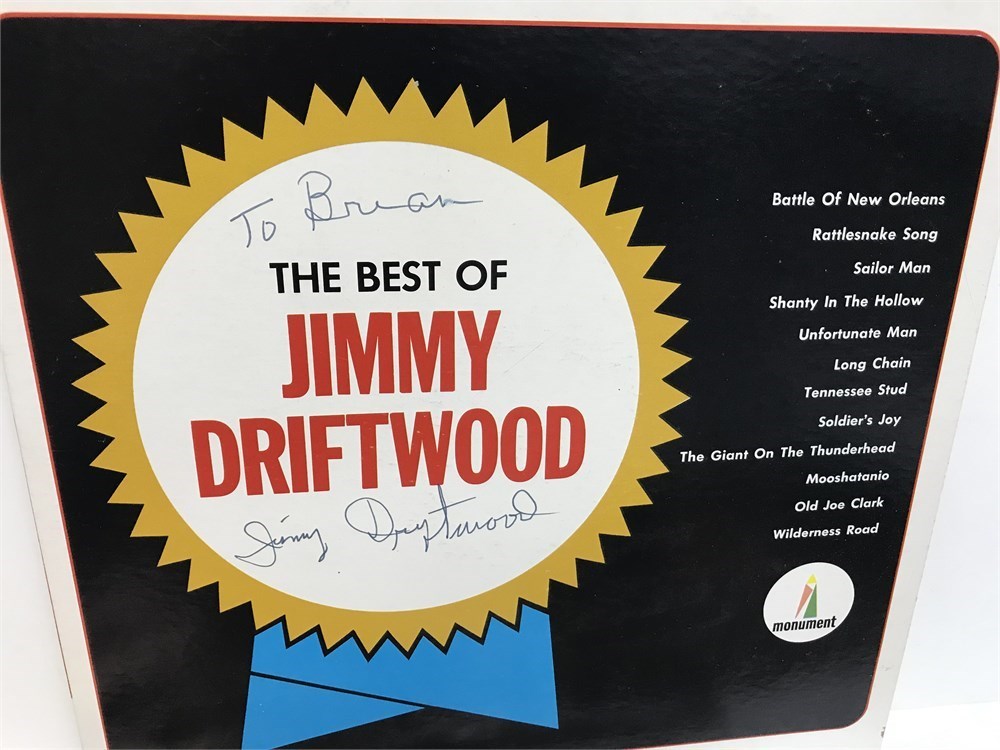 To Brian
THE BEST OF
JIMMY
DRIFTWOOD
Jimmy Driftwood
Battle Of New Orleans
Rattlesnake Song
Sailor Man
Shanty In The Hollow
Unfortunate Man
Long Chain
Tennessee Stud
Soldier's Joy
The Giant On The Thunderhead
Mooshatanio
Old Joe Clark
Wilderness Road
monument